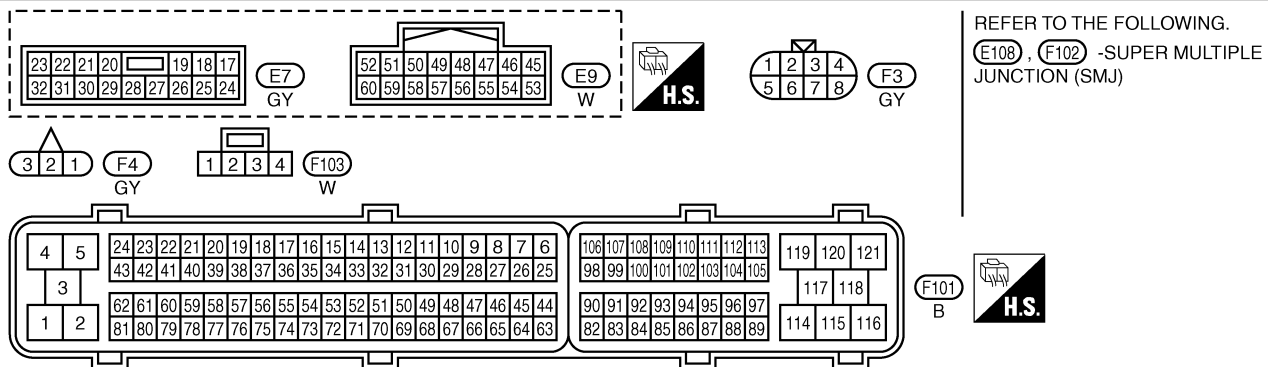 23 22 21 20 19 18 17
32 31 30 29 28 27 26 25 24
E7
GY
52 51 50 49 48 47 46 45
60 59 58 57 56 55 54 53
E9
W
H.S.
1 2 3 4
5 6 7 8
F3
GY
REFER TO THE FOLLOWING.
E108 , F102 -SUPER MULTIPLE
JUNCTION (SMJ)
3 2 1
F4
GY
1 2 3 4
F103
W
4 5
3
1 2
24 23 22 21 20 19 18 17 16 15 14 13 12 11 10 9 8 7 6
43 42 41 40 39 38 37 36 35 34 33 32 31 30 29 28 27 26 25
62 61 60 59 58 57 56 55 54 53 52 51 50 49 48 47 46 45 44
81 80 79 78 77 76 75 74 73 72 71 70 69 68 67 66 65 64 63
106 107 108 109 110 111 112 113
98 99 100 101 102 103 104 105
90 91 92 93 94 95 96 97
82 83 84 85 86 87 88 89
119 120 121
117 118
114 115 116
F101
B
H.S.